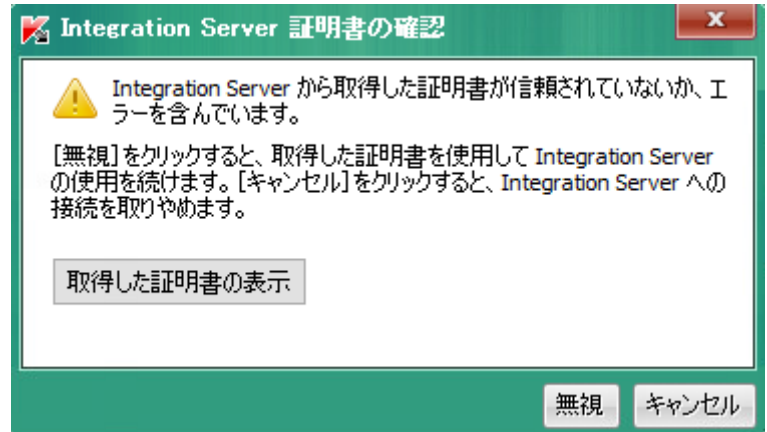 Integration Server 証明書の確認
Integration Server から取得した証明書が信頼されていないか、エ
ラーを含んでいます。
[無視]をクリックすると、取得した証明書を使用して Integration Server
の使用を続けます。[キャンセル]をクリックすると、Integration Server への
接続を取りやめます。
取得した証明書の表示
無視
キャンセル